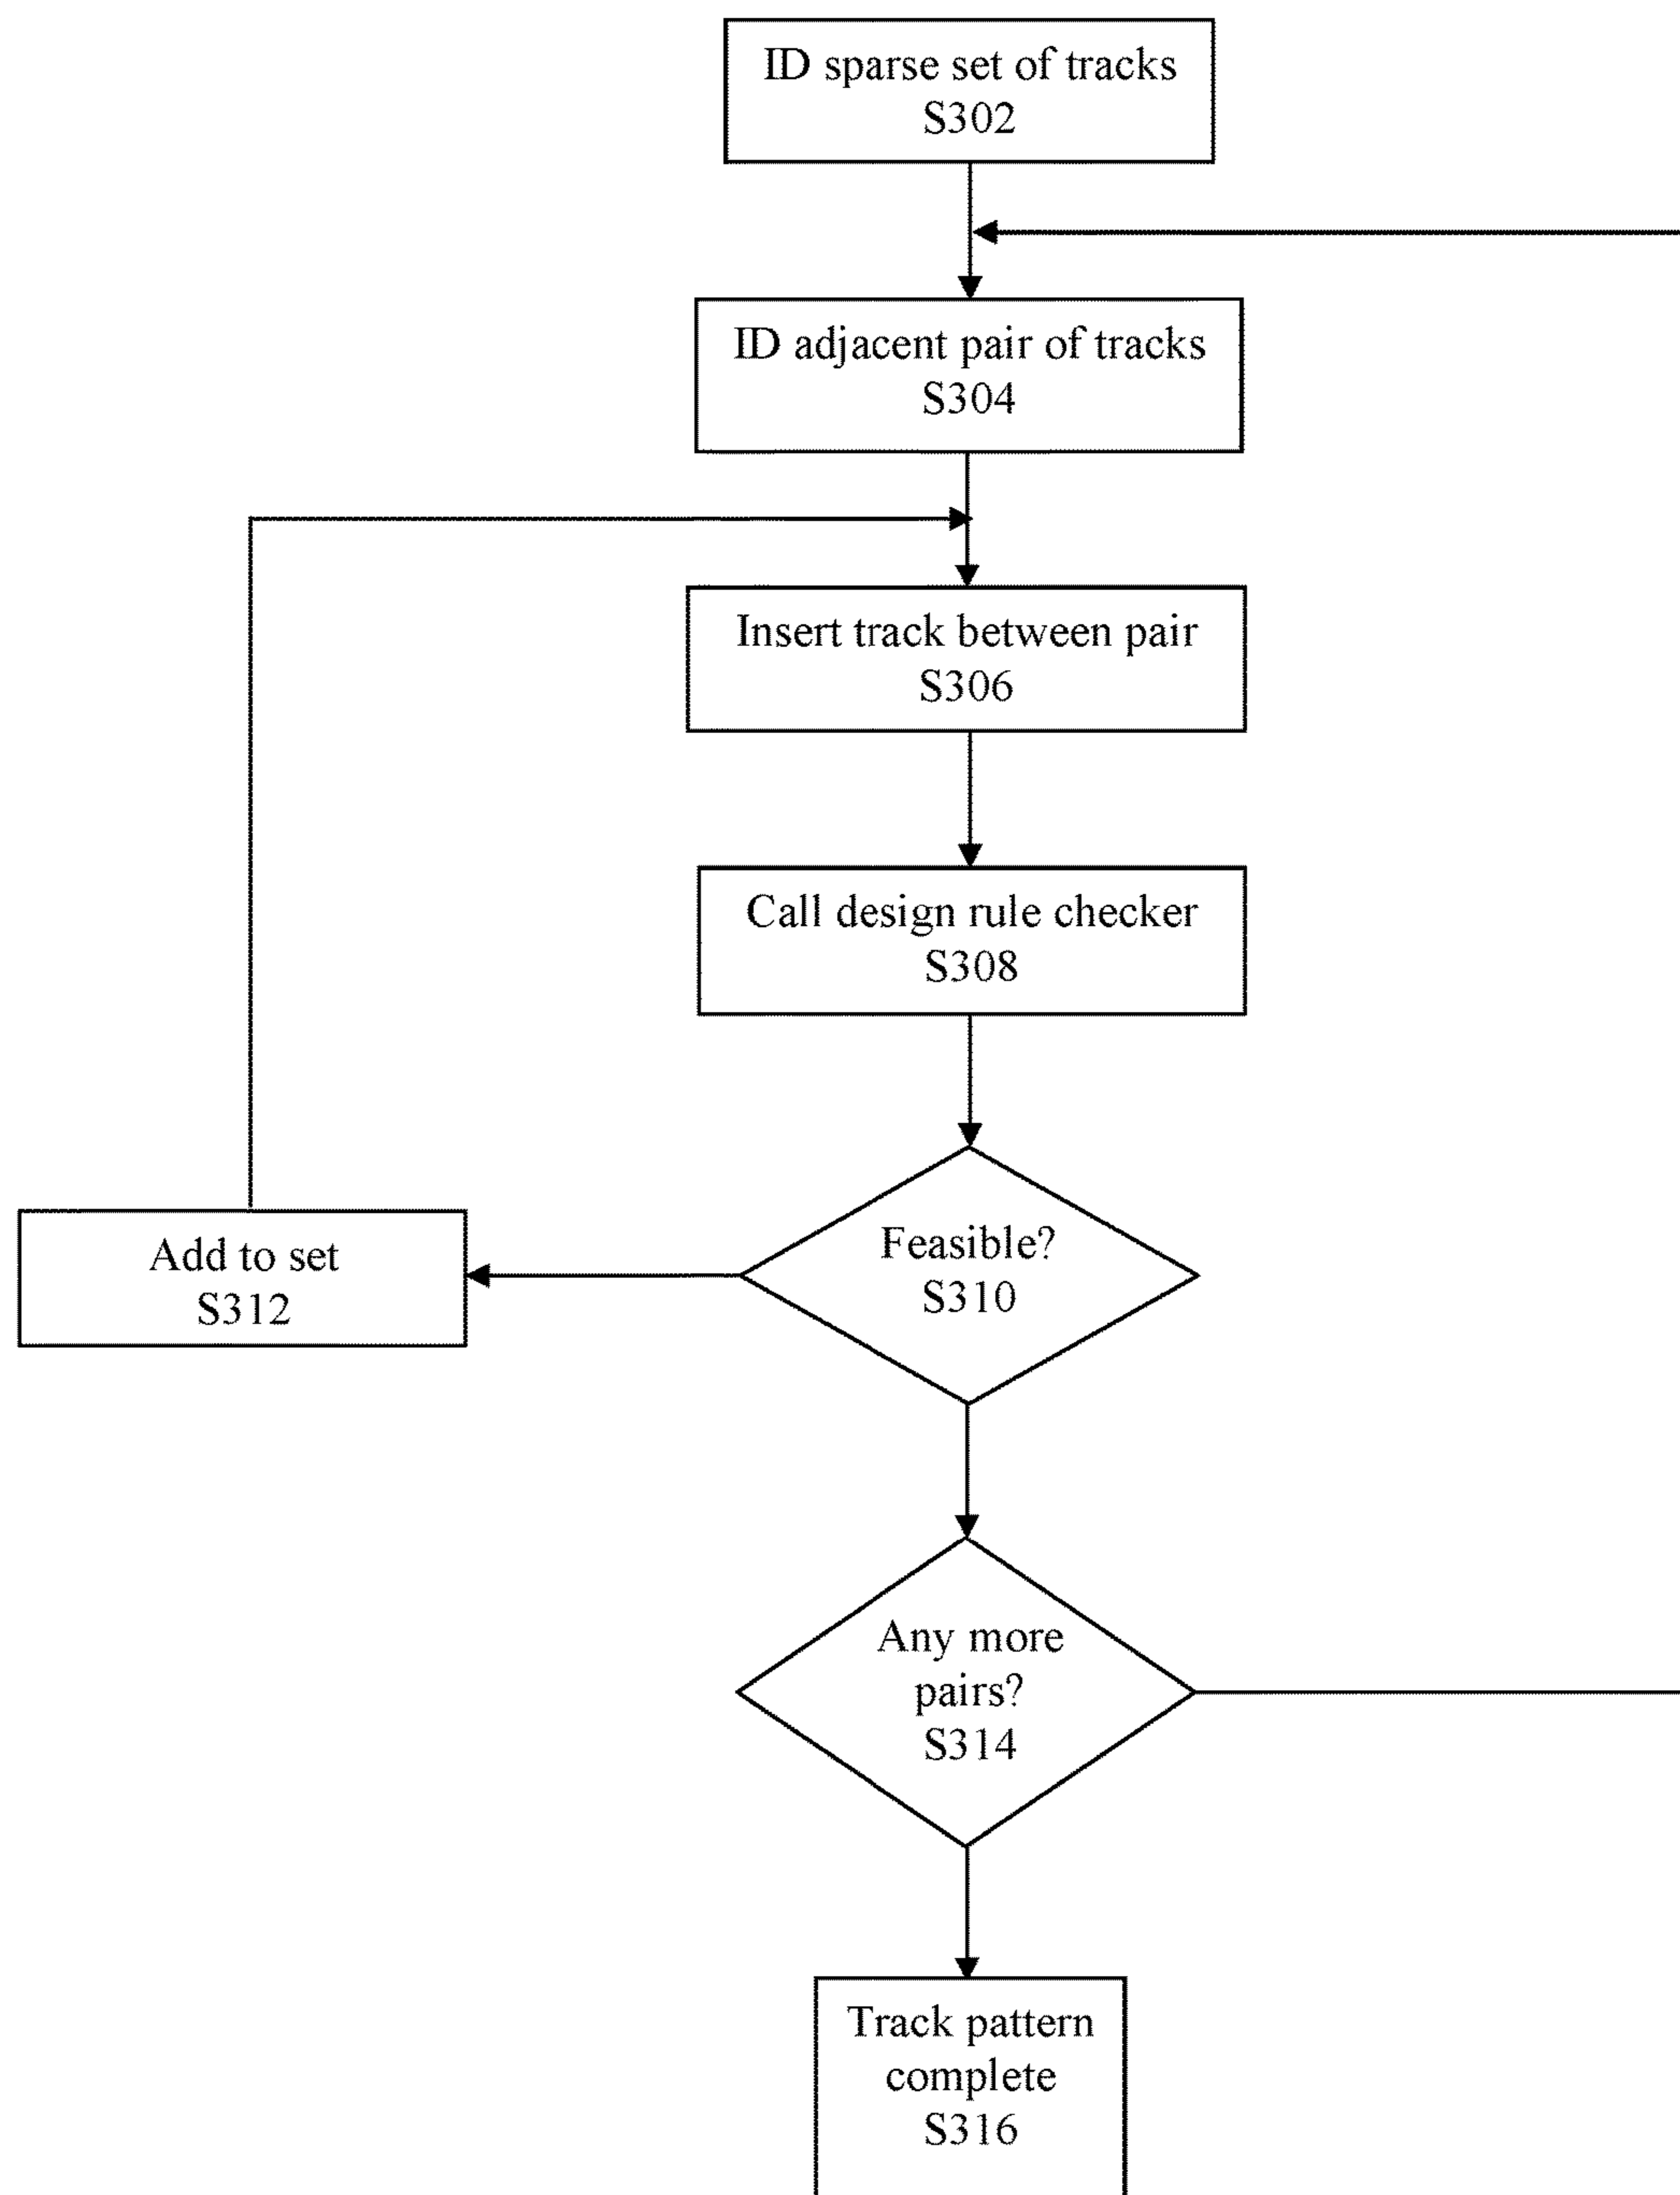 ID sparse set of tracks
S302
ID adjacent pair of tracks
S304
Insert track between pair
S306
Call design rule checker
S308
Feasible?
S310
Add to set
S312
Any more
pairs?
S314
Track pattern
complete
S316